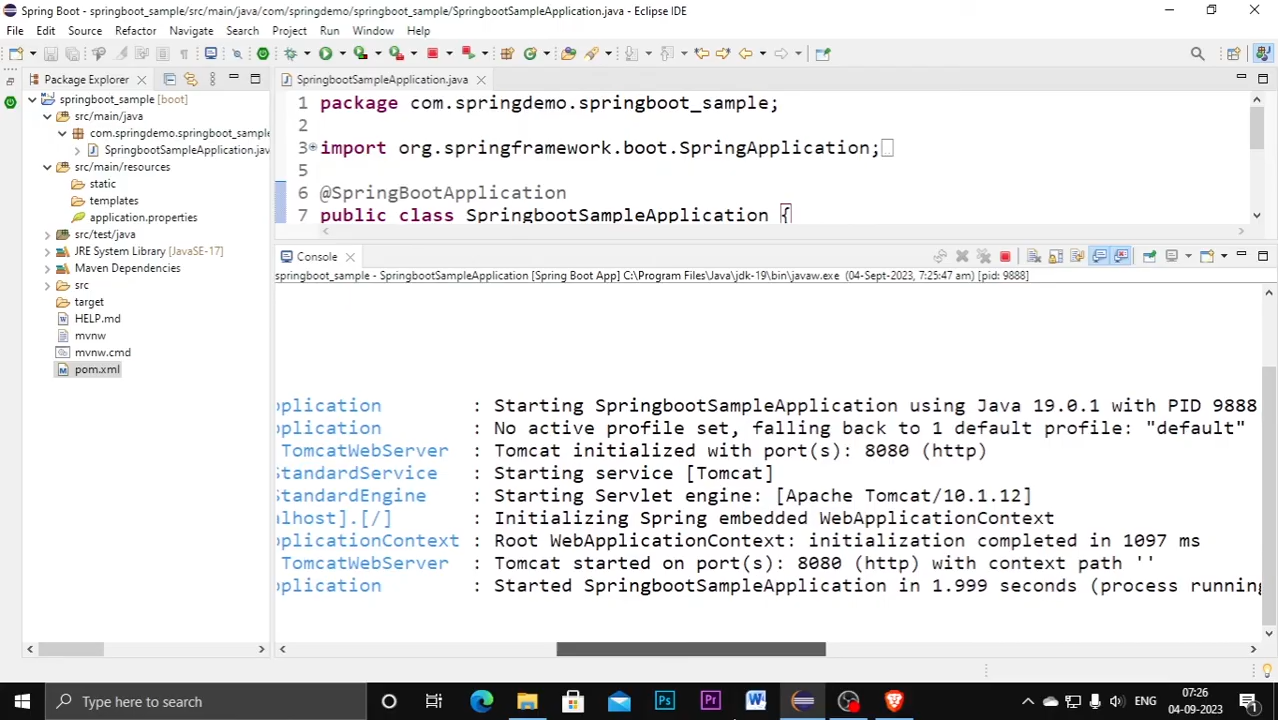 Spring Boot - springboot_sample/src/main/java/com/springdemo/springboot_sample/SpringbootSampleApplication.java - Eclipse IDE
File Edit Source Refactor Navigate Search Project Run Window Help
Package Explorer
springboot_sample [boot]
src/main/java
com.springdemo.springboot_sample
SpringbootSampleApplication.jav
src/main/resources
static
templates
application.properties
src/test/java
JRE System Library [JavaSE-17]
Maven Dependencies
src
target
HELP.md
mvnw
mvnw.cmd
pom.xml
SpringbootSampleApplication.java
1 package com.springdemo.springboot_sample;
2
3 import org.springframework.boot.SpringApplication;
5
6 @SpringBootApplication
7 public class SpringbootSampleApplication {
Console
springboot_sample - SpringbootSampleApplication [Spring Boot App] C:\Program Files\Java\jdk-19\bin\javaw.exe (04-Sept-2023, 7:25:47 am) [pid: 9888]
pplication : Starting SpringbootSampleApplication using Java 19.0.1 with PID 9888
pplication : No active profile set, falling back to 1 default profile: "default"
TomcatWebServer : Tomcat initialized with port(s): 8080 (http)
StandardService : Starting service [Tomcat]
StandardEngine : Starting Servlet engine: [Apache Tomcat/10.1.12]
alhost].[/] : Initializing Spring embedded WebApplicationContext
pplicationContext : Root WebApplicationContext: initialization completed in 1097 ms
TomcatWebServer : Tomcat started on port(s): 8080 (http) with context path ''
pplication : Started SpringbootSampleApplication in 1.999 seconds (process running
Type here to search
Ps
Pr
W
ENG
07:26
04-09-2023
1